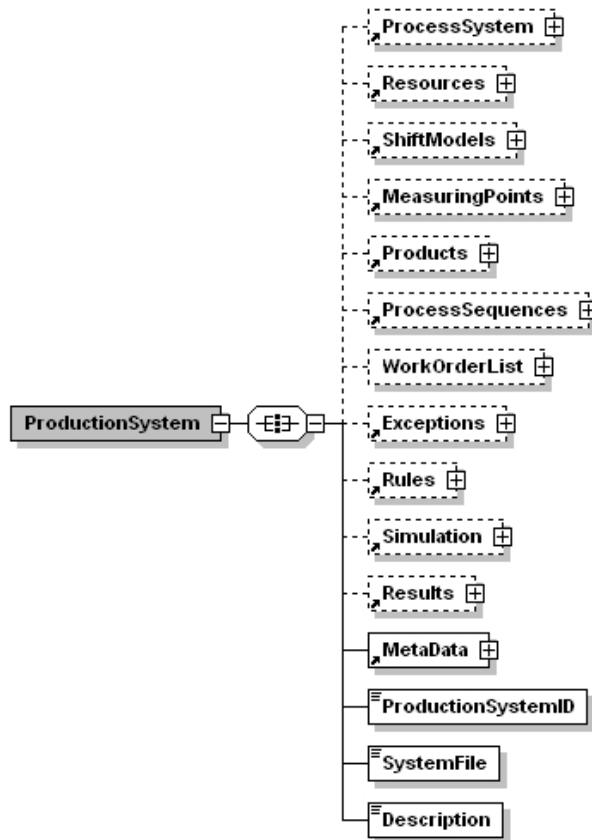 ProcessSystem
Resources
ShiftModels
MeasuringPoints
Products
ProcessSequences
WorkOrderList
ProductionSystem
Exceptions
Rules
Simulation
Results
MetaData
ProductionSystemID
SystemFile
Description